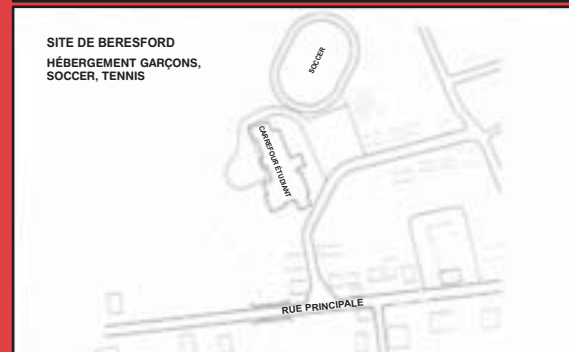 SITE DE BERESFORD
HÉBERGEMENT GARÇONS,
SOCCER, TENNIS
SOCCER
CARREFOUR ÉTUDIANT
RUE PRINCIPALE